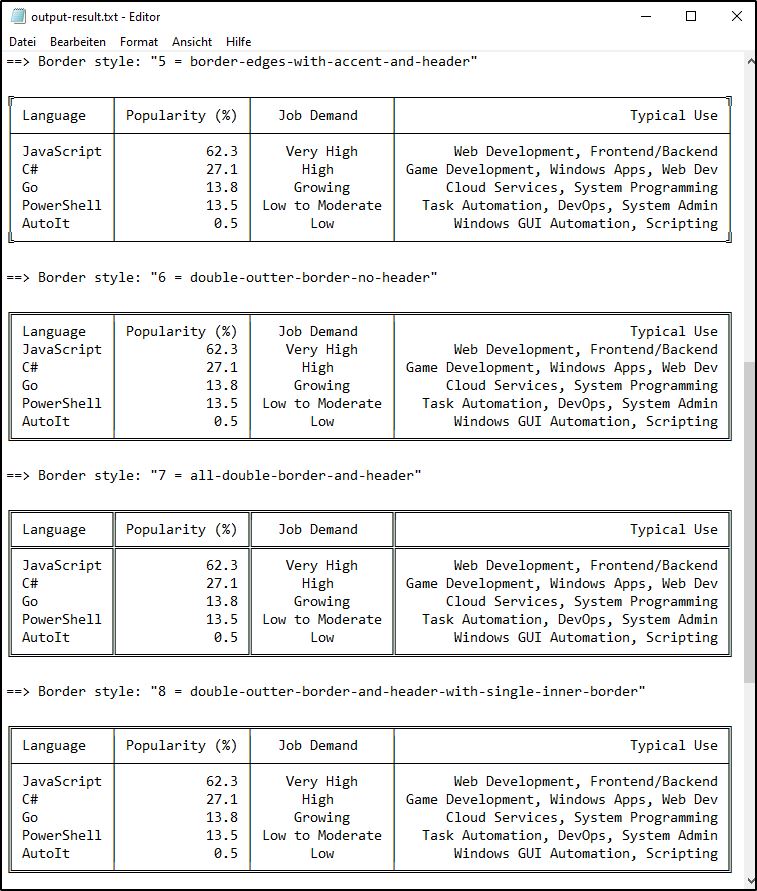 output-result.txt - Editor
Datei Bearbeiten Format Ansicht Hilfe
==> Border style: "5 = border-edges-with-accent-and-header"
Language Popularity (%) Job Demand Typical Use
JavaScript 62.3 Very High Web Development, Frontend/Backend
C# 27.1 High Game Development, Windows Apps, Web Dev
Go 13.8 Growing Cloud Services, System Programming
PowerShell 13.5 Low to Moderate Task Automation, DevOps, System Admin
AutoIt 0.5 Low Windows GUI Automation, Scripting
==> Border style: "6 = double-outter-border-no-header"
Language Popularity (%) Job Demand Typical Use
JavaScript 62.3 Very High Web Development, Frontend/Backend
C# 27.1 High Game Development, Windows Apps, Web Dev
Go 13.8 Growing Cloud Services, System Programming
PowerShell 13.5 Low to Moderate Task Automation, DevOps, System Admin
AutoIt 0.5 Low Windows GUI Automation, Scripting
==> Border style: "7 = all-double-border-and-header"
Language Popularity (%) Job Demand Typical Use
JavaScript 62.3 Very High Web Development, Frontend/Backend
C# 27.1 High Game Development, Windows Apps, Web Dev
Go 13.8 Growing Cloud Services, System Programming
PowerShell 13.5 Low to Moderate Task Automation, DevOps, System Admin
AutoIt 0.5 Low Windows GUI Automation, Scripting
==> Border style: "8 = double-outter-border-and-header-with-single-inner-border"
Language Popularity (%) Job Demand Typical Use
JavaScript 62.3 Very High Web Development, Frontend/Backend
C# 27.1 High Game Development, Windows Apps, Web Dev
Go 13.8 Growing Cloud Services, System Programming
PowerShell 13.5 Low to Moderate Task Automation, DevOps, System Admin
AutoIt 0.5 Low Windows GUI Automation, Scripting